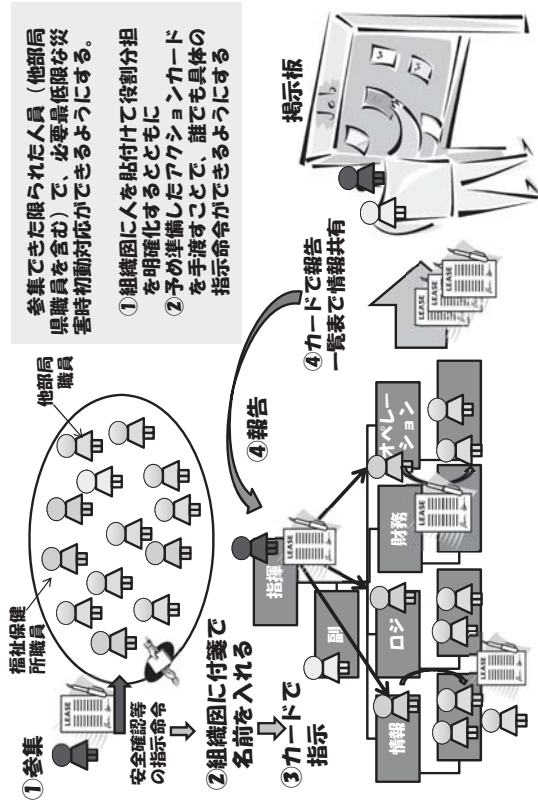 参集できた限られた人員（他部局
県職員を含む）で、必要最低限な災
害時初動対応ができるようにする。
①組織図に人を貼付けて役割分担
を明確化するとともに
②予め準備したアクションカード
を手渡すことで、誰でも具体の
指示命令ができるようにする
①参集
福祉保健
所職員
他部局
職員
安全確認等
の指示命令
LEASE
②組織図に付箋で
名前を入れる
③カードで
指示
④報告
指揮
LEASE
副
情報
ロジ
財務
オペレー
ション
LEASE
LEASE
④カードで報告
一覧表で情報共有
LEASE
LEASE
LEASE
掲示板
Job